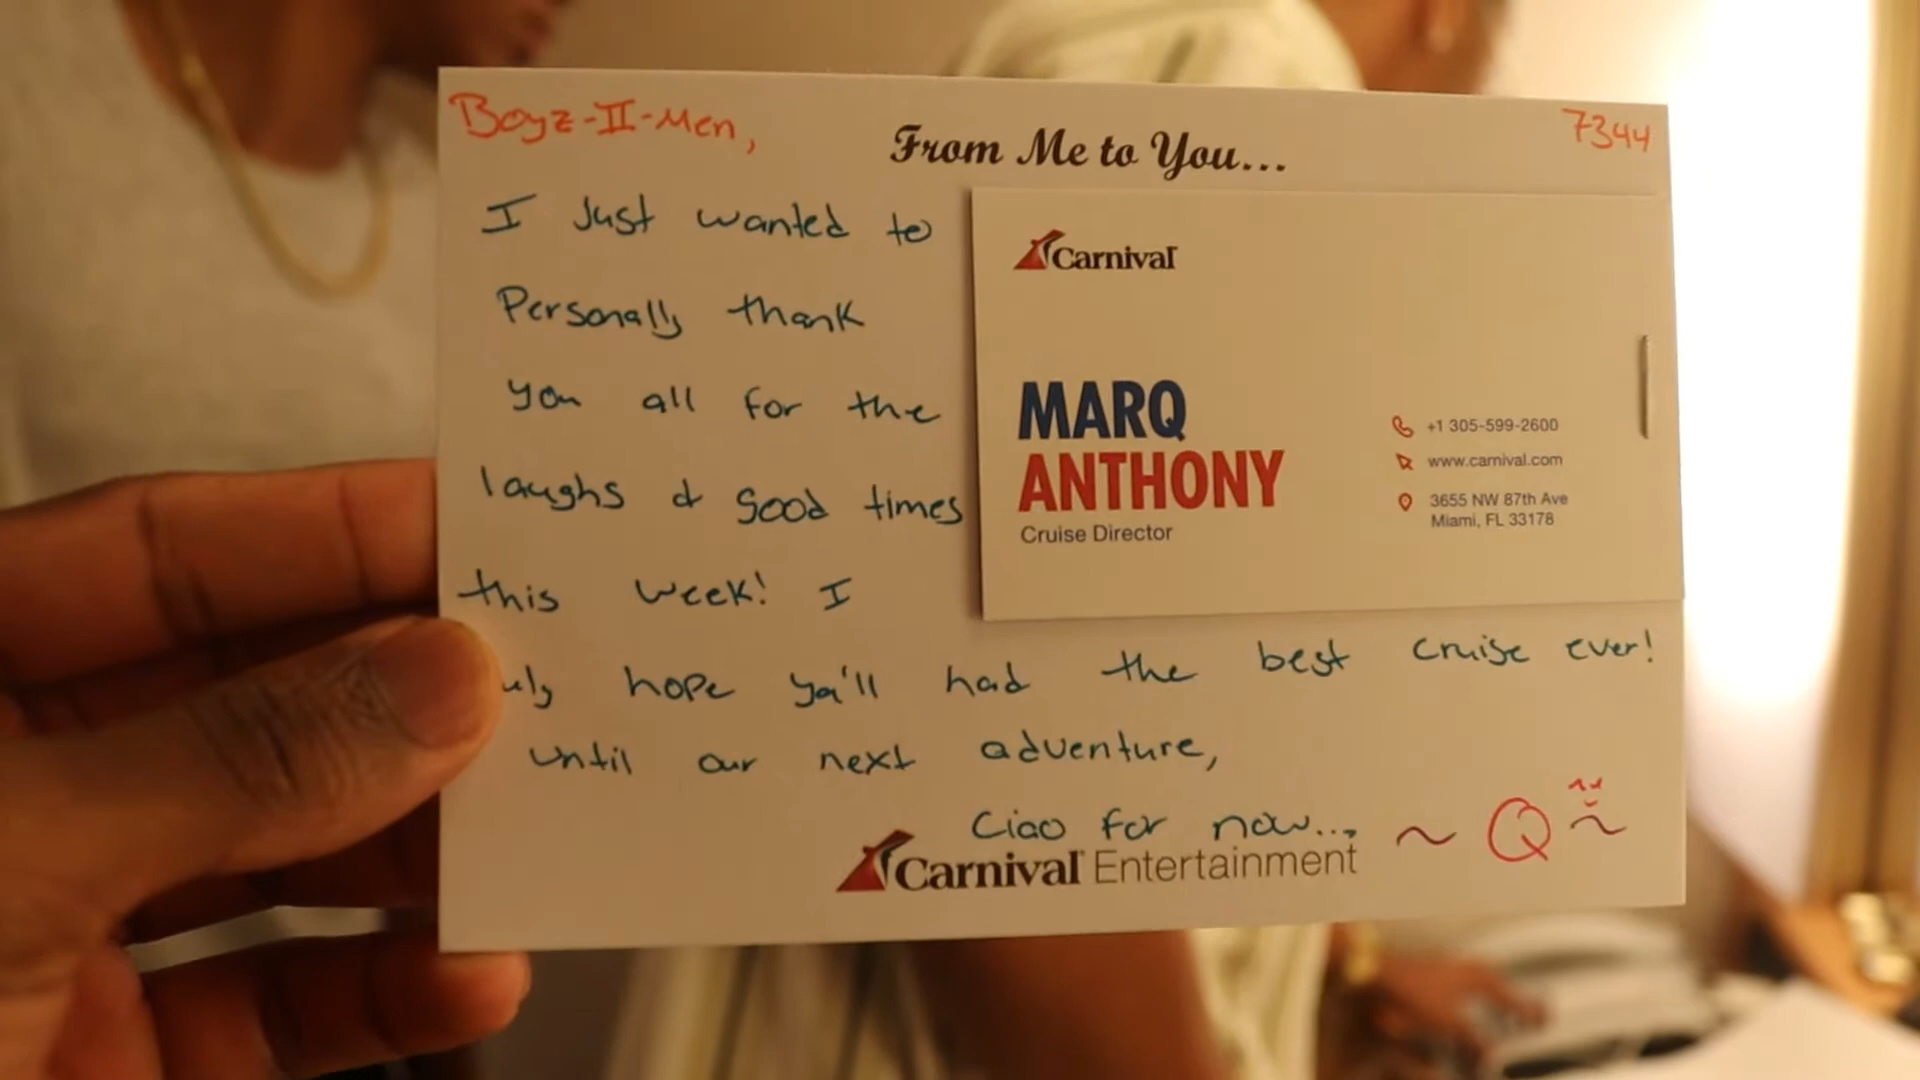 Boyz-II-Men,
7344
From Me to You...
I Just wanted to
Personally thank
you all for the
laughs & good times
this week! I
hope ya'll had the best cruise ever!
until our next adventure,
Ciao for now... ~ Q
Carnival
MARQ
ANTHONY
Cruise Director
+1 305-599-2600
www.carnival.com
3655 NW 87th Ave
Miami, FL 33178
Carnival Entertainment